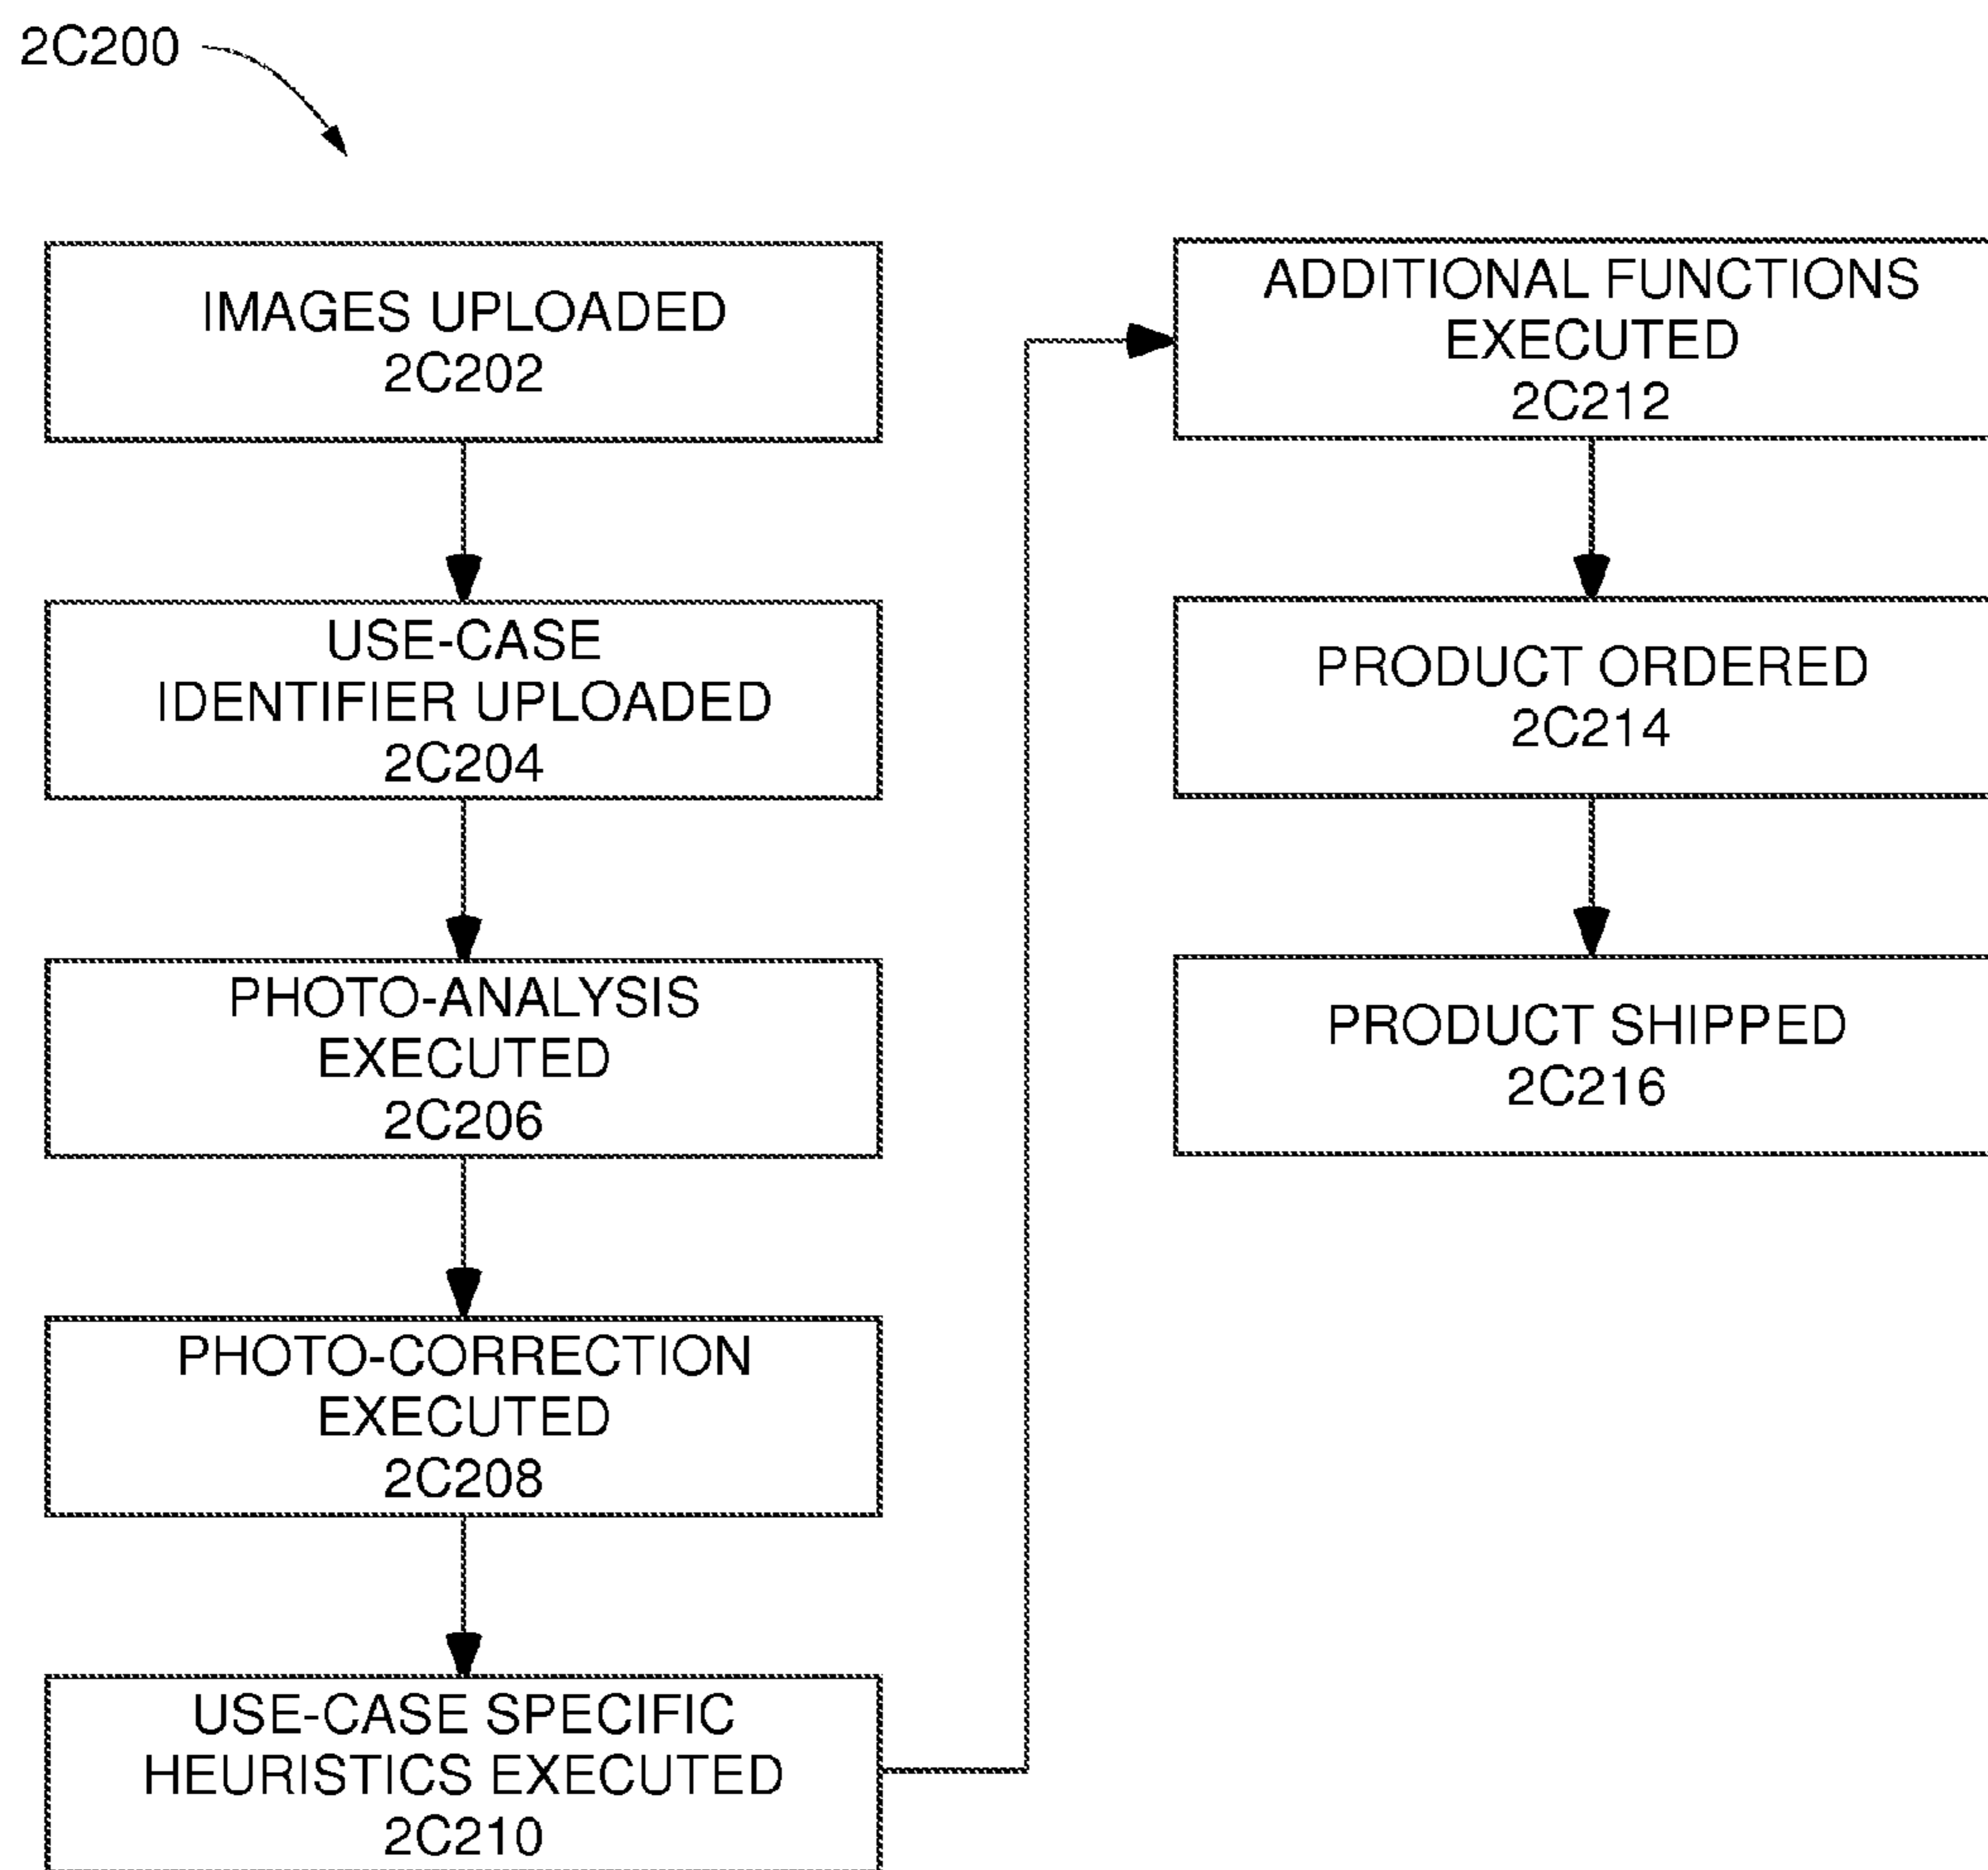 2C200
IMAGES UPLOADED
2C202
USE-CASE
IDENTIFIER UPLOADED
2C204
PHOTO-ANALYSIS
EXECUTED
2C206
PHOTO-CORRECTION
EXECUTED
2C208
USE-CASE SPECIFIC
HEURISTICS EXECUTED
2C210
ADDITIONAL FUNCTIONS
EXECUTED
2C212
PRODUCT ORDERED
2C214
PRODUCT SHIPPED
2C216